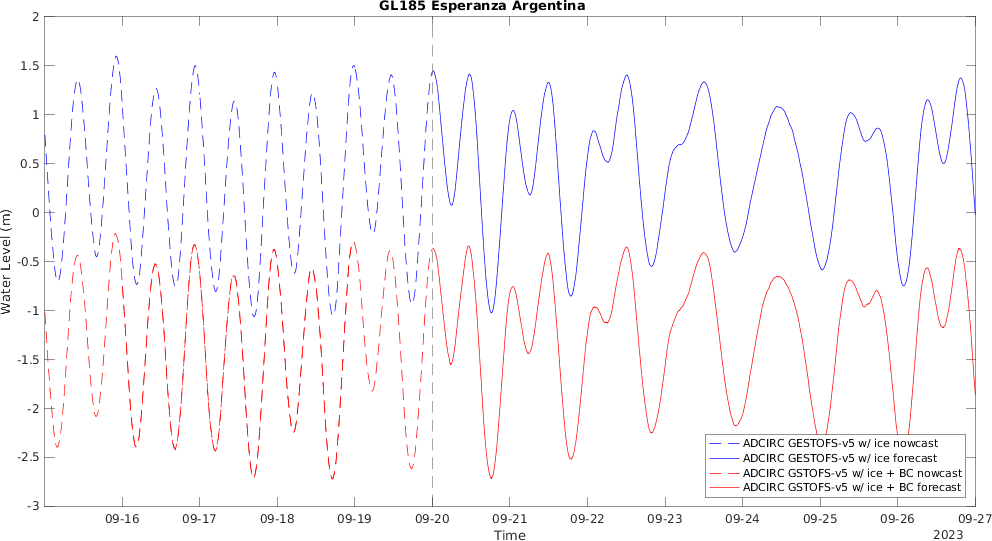 GL185 Esperanza Argentina
2
1.5
1
0.5
0
-0.5
-1
-1.5
-2
-2.5
-3
Water Level (m)
09-16 09-17 09-18 09-19 09-20 09-21 09-22 09-23 09-24 09-25 09-26 09-27
Time
2023
ADCIRC GESTOFS-v5 w/ ice nowcast
ADCIRC GESTOFS-v5 w/ ice forecast
ADCIRC GSTOFS-v5 w/ ice + BC nowcast
ADCIRC GSTOFS-v5 w/ ice + BC forecast